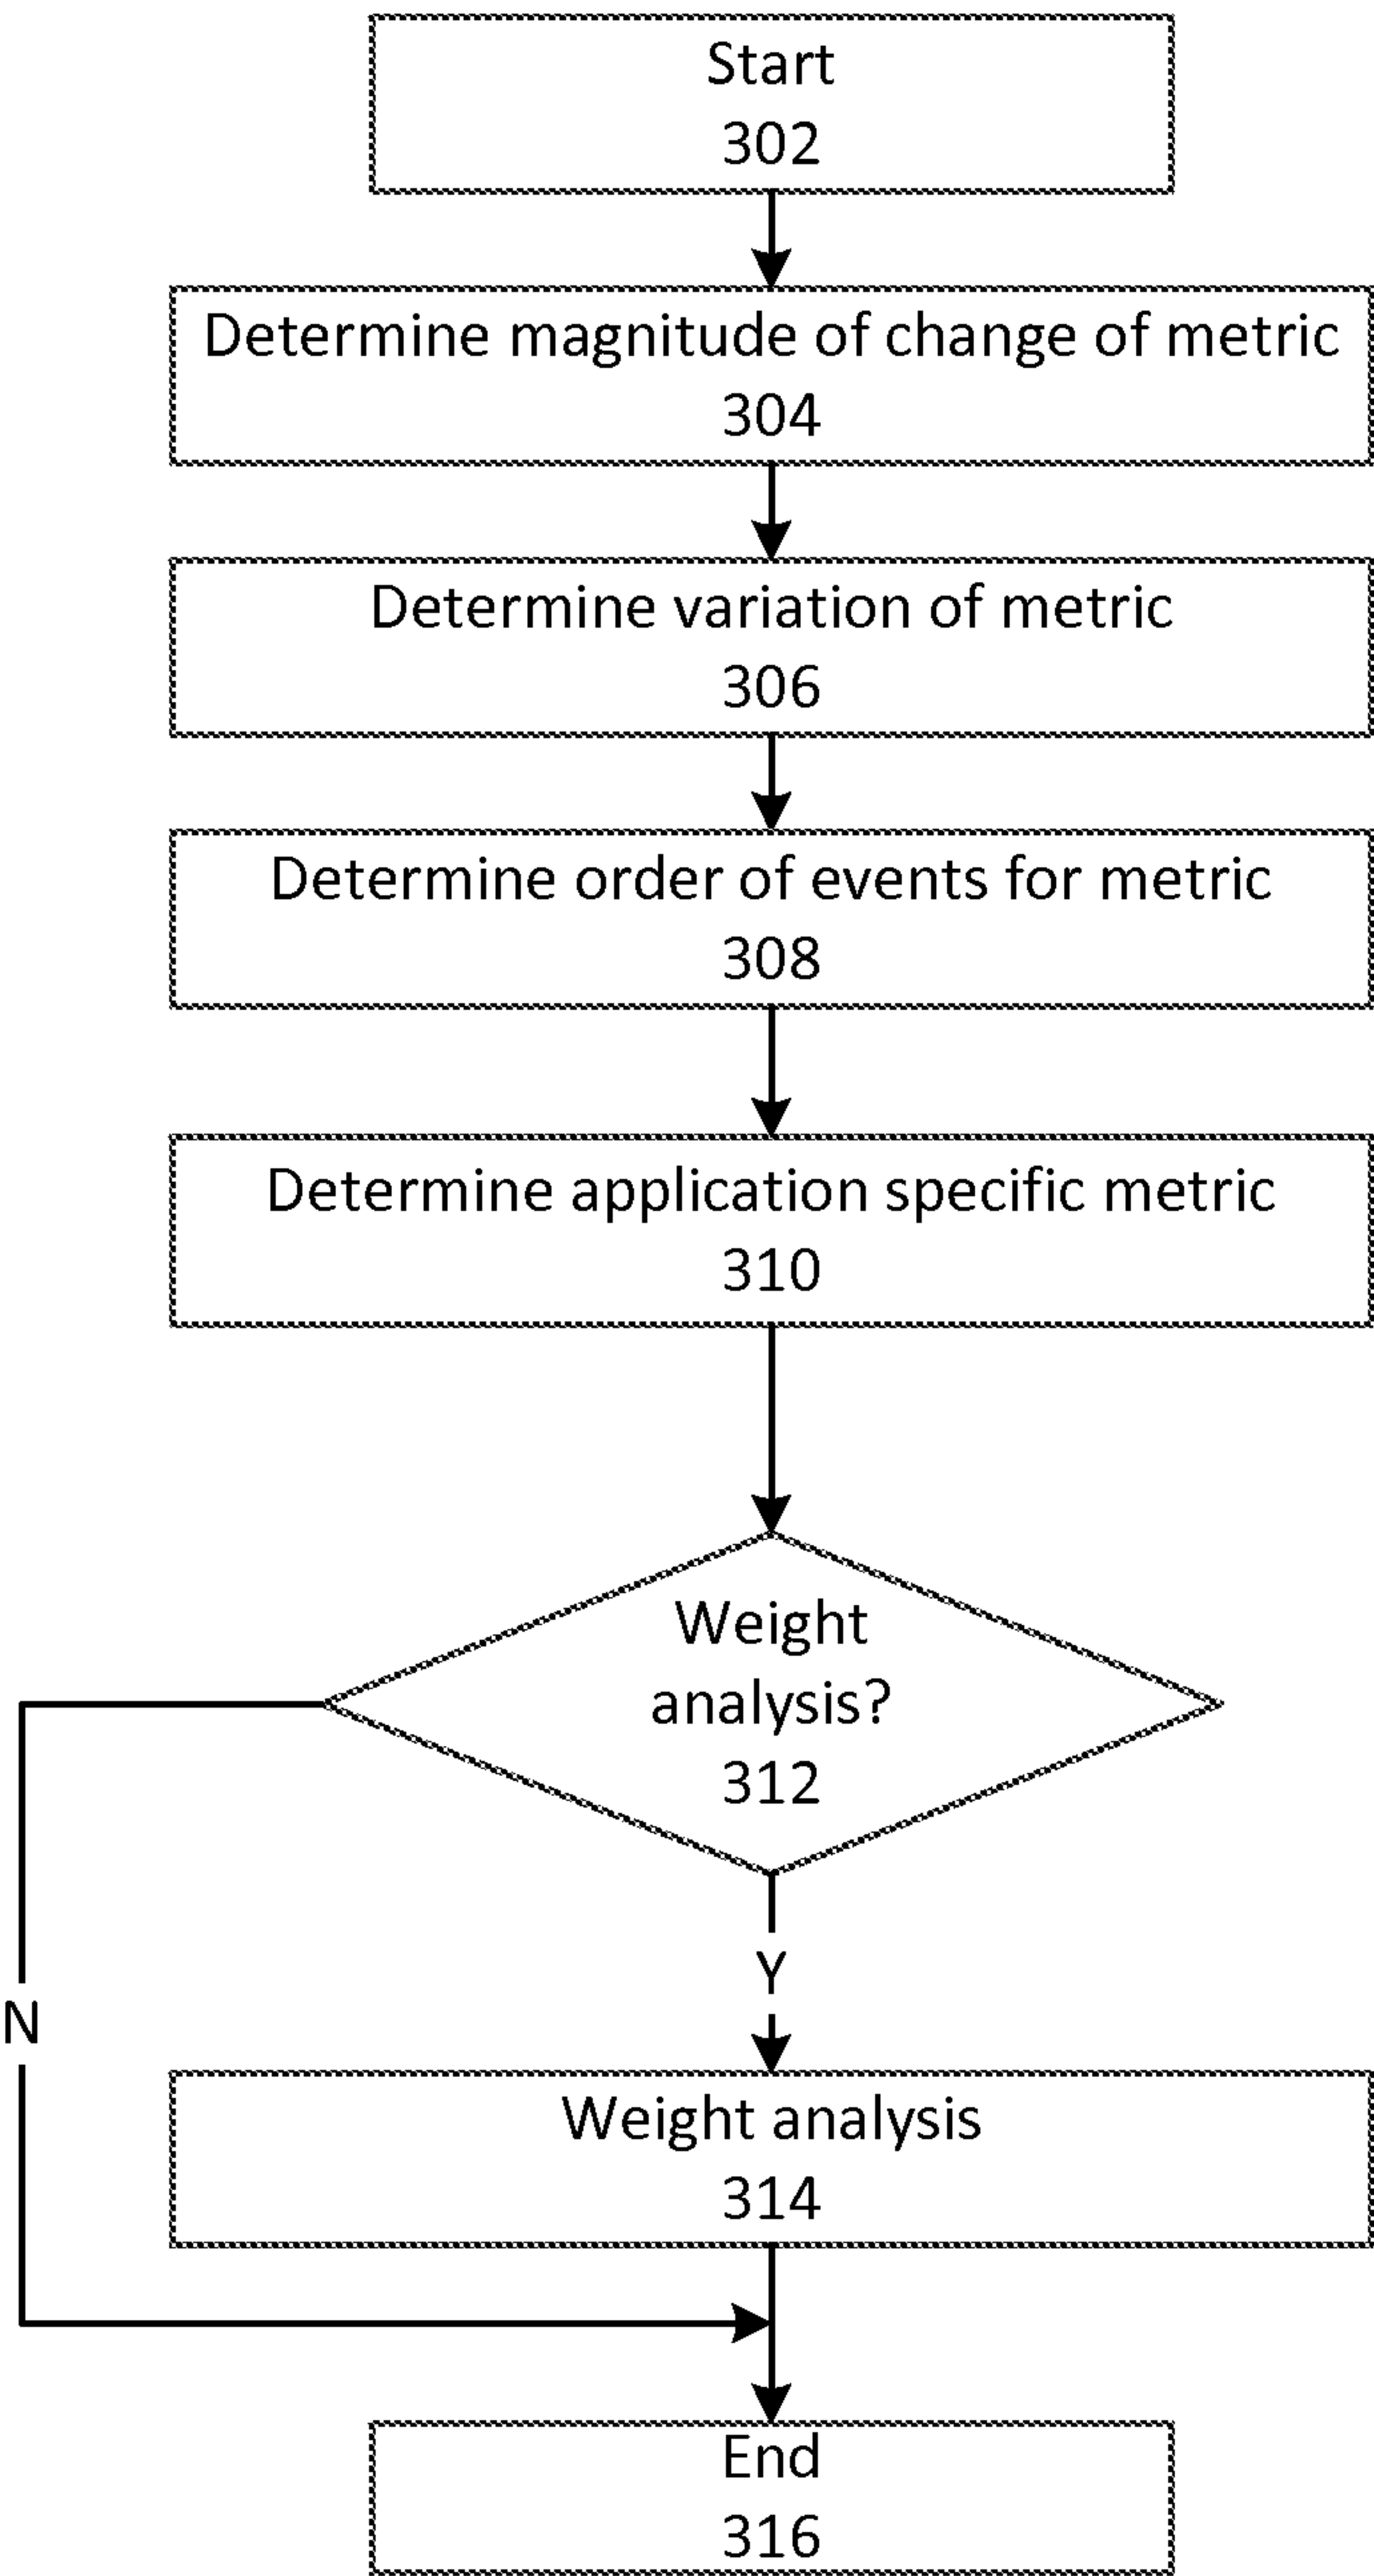 Start
302
Determine magnitude of change of metric
304
Determine variation of metric
306
Determine order of events for metric
308
Determine application specific metric
310
Weight
analysis?
312
Y
N
Weight analysis
314
End
316